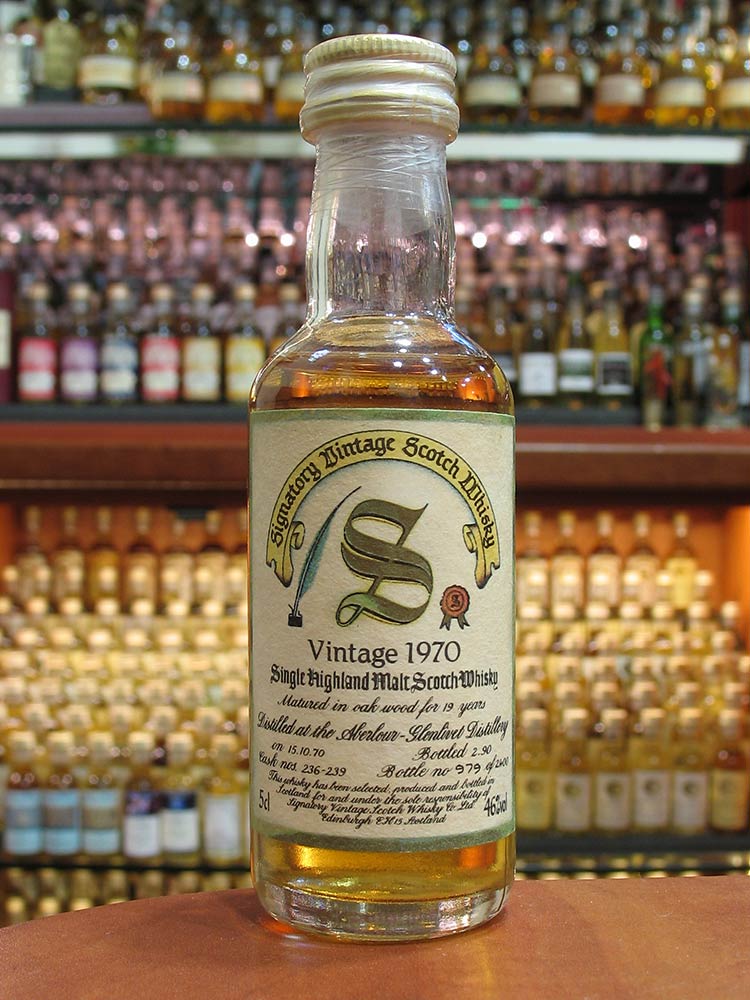 Signatory Vintage Scotch Whisky
S
S
Vintage 1970
Single Highland Malt Scotch Whisky
Matured in oak wood for 19 years
Distilled at the Aberlour-Glenlivet Distillery
on 15.10.70 Bottled 2.90
Cask nos. 236-239 Bottle no 979 of 2400
This whisky has been selected, produced and bottled in
Scotland for and under the sole responsibility of
5cl Signatory Vintage Scotch Whisky Co. Ltd 46%vol
Edinburgh EH15 Scotland